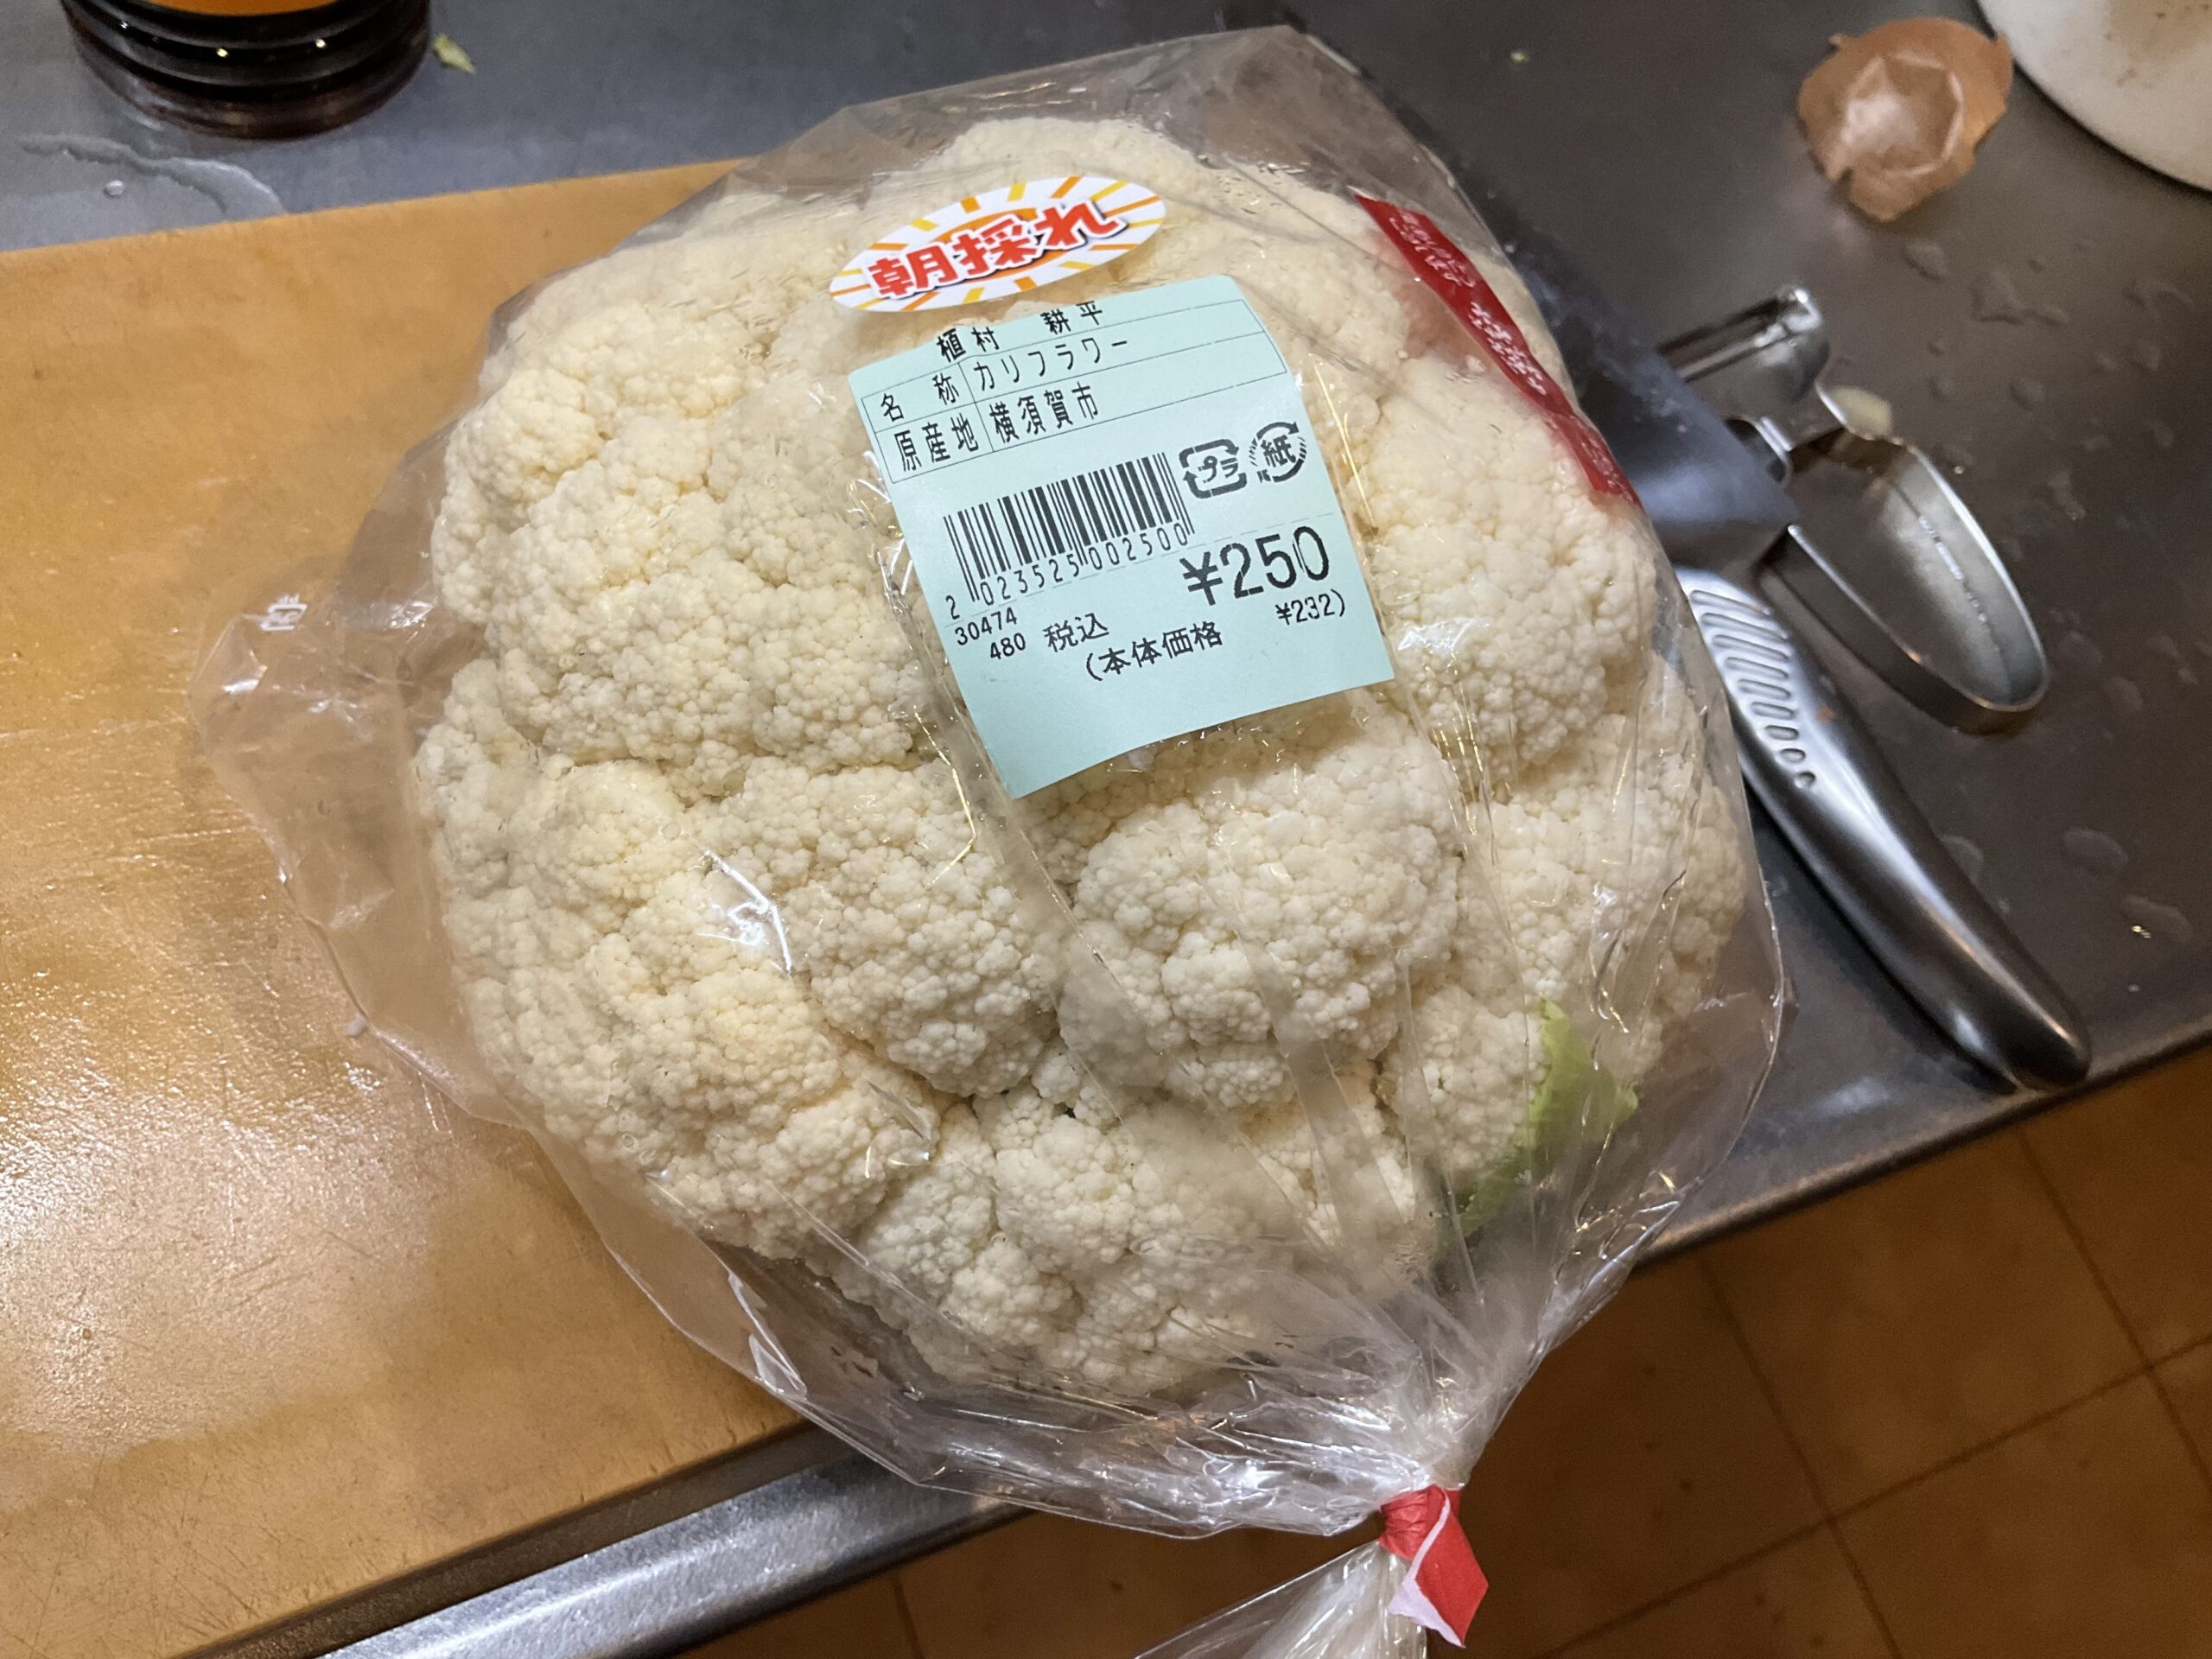 朝採れ
植村 耕平
名 称 カリフラワー
原産地 横須賀市
プラ 紙
2 023525 002500
¥250
30474
480 税込
(本体価格 ¥232)